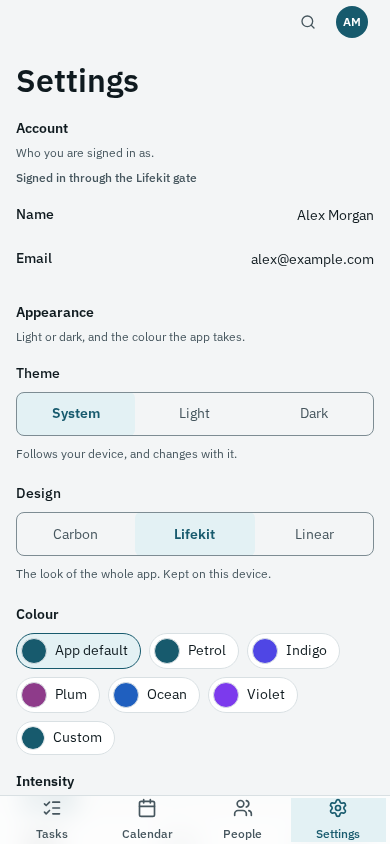 AM
Settings
Account
Who you are signed in as.
Signed in through the Lifekit gate
Name Alex Morgan
Email alex@example.com
Appearance
Light or dark, and the colour the app takes.
Theme
System Light Dark
Follows your device, and changes with it.
Design
Carbon Lifekit Linear
The look of the whole app. Kept on this device.
Colour
App default Petrol Indigo
Plum Ocean Violet
Custom
Intensity
Tasks Calendar People Settings